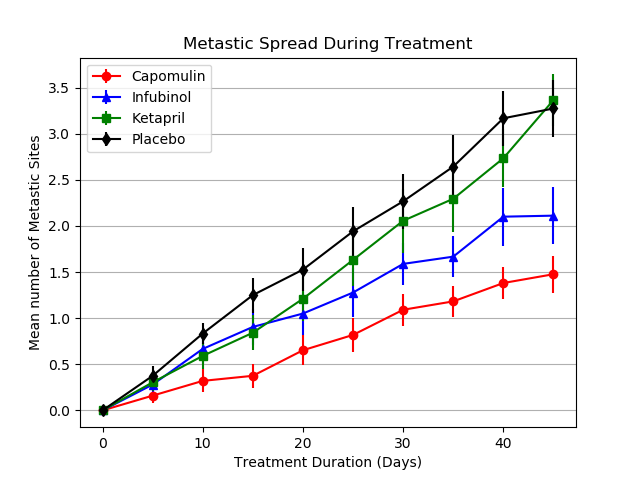 Metastic Spread During Treatment
Capomulin
Infubinol
Ketapril
Placebo
Mean number of Metastic Sites
3.5
3.0
2.5
2.0
1.5
1.0
0.5
0.0
0 10 20 30 40
Treatment Duration (Days)